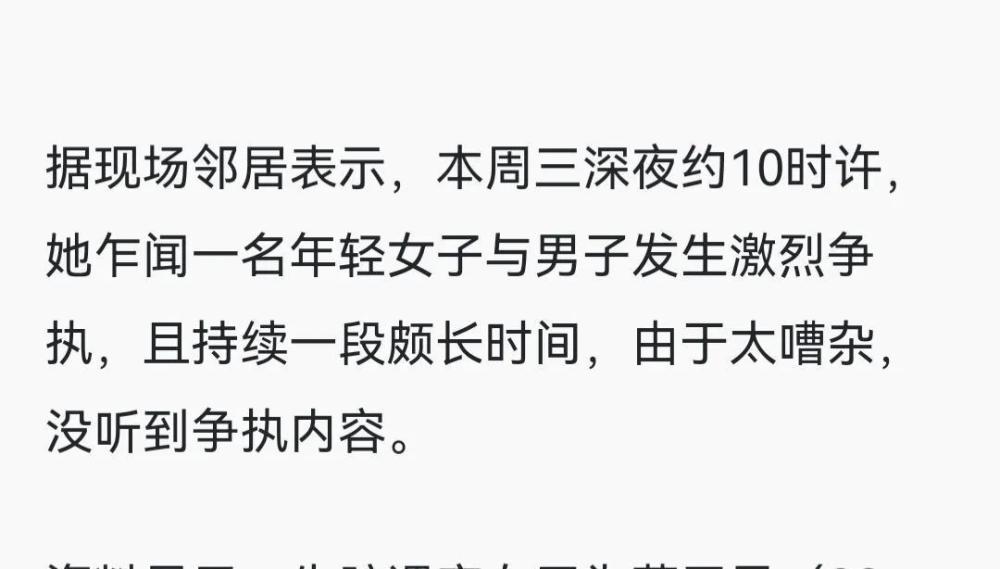 据现场邻居表示，本周三深夜约10时许，
她乍闻一名年轻女子与男子发生激烈争
执，且持续一段颇长时间，由于太嘈杂，
没听到争执内容。